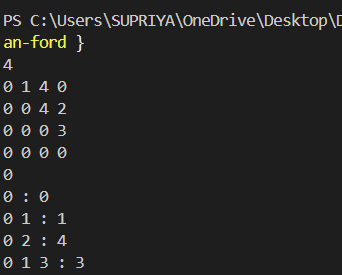 PS C:\Users\SUPRIYA\OneDrive\Desktop\D
an-ford }
4
0 1 4 0
0 0 4 2
0 0 0 3
0 0 0 0
0
0 : 0
0 1 : 1
0 2 : 4
0 1 3 : 3